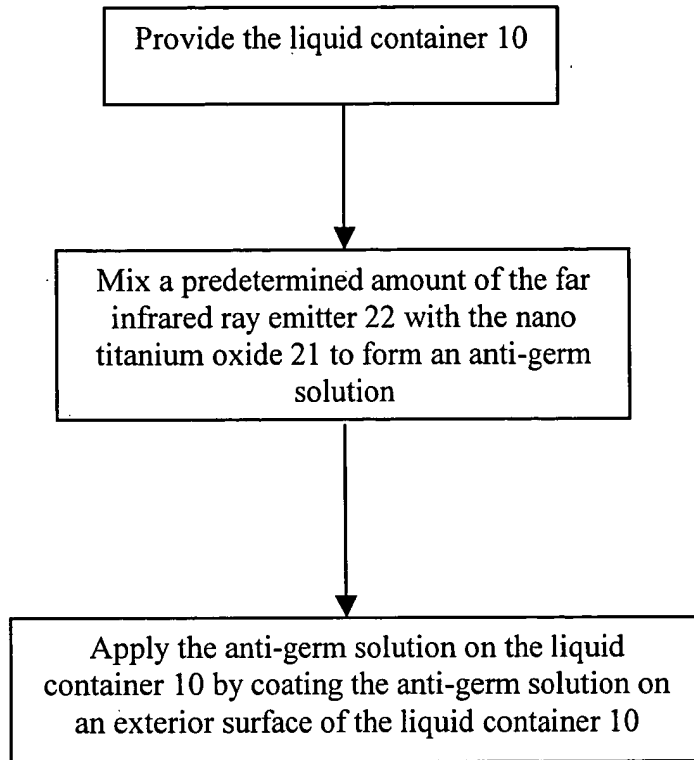 Provide the liquid container 10
Mix a predetermined amount of the far
infrared ray emitter 22 with the nano
titanium oxide 21 to form an anti-germ
solution
Apply the anti-germ solution on the liquid
container 10 by coating the anti-germ solution on
an exterior surface of the liquid container 10